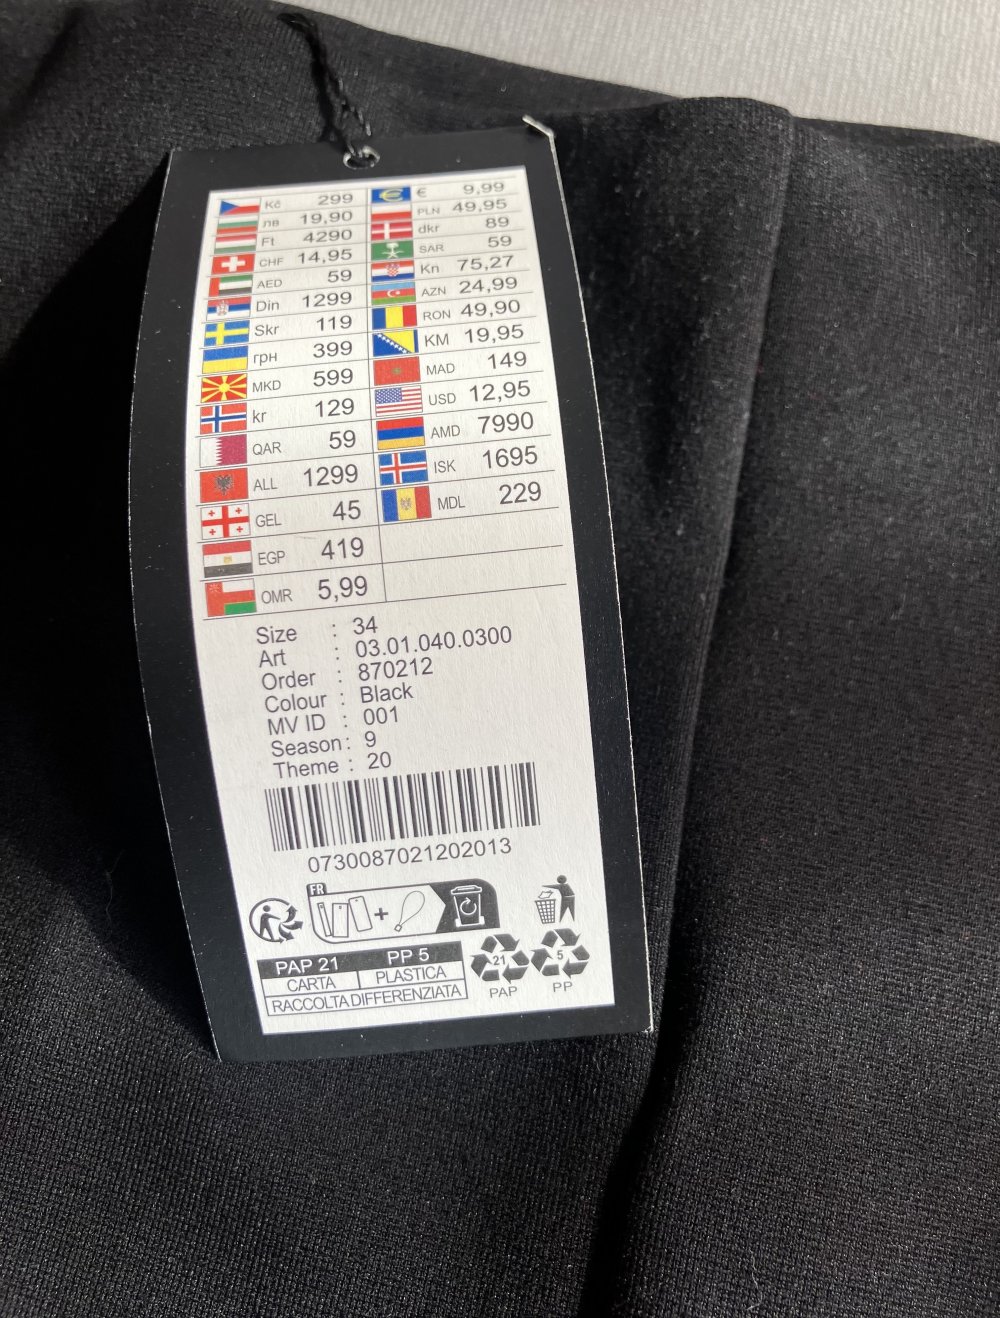 Kč 299 € 9,99
лв 19,90 PLN 49,95
Ft 4290 dkr 89
CHF 14,95 SAR 59
AED 59 Kn 75,27
Din 1299 AZN 24,99
Skr 119 RON 49,90
грн 399 KM 19,95
MKD 599 MAD 149
kr 129 USD 12,95
QAR 59 AMD 7990
ALL 1299 ISK 1695
GEL 45 MDL 229
EGP 419
OMR 5,99
Size : 34
Art : 03.01.040.0300
Order : 870212
Colour : Black
MV ID : 001
Season : 9
Theme : 20
0730087021202013
FR
+
PAP 21 PP 5
CARTA PLASTICA
RACCOLTA DIFFERENZIATA
21 5
PAP PP